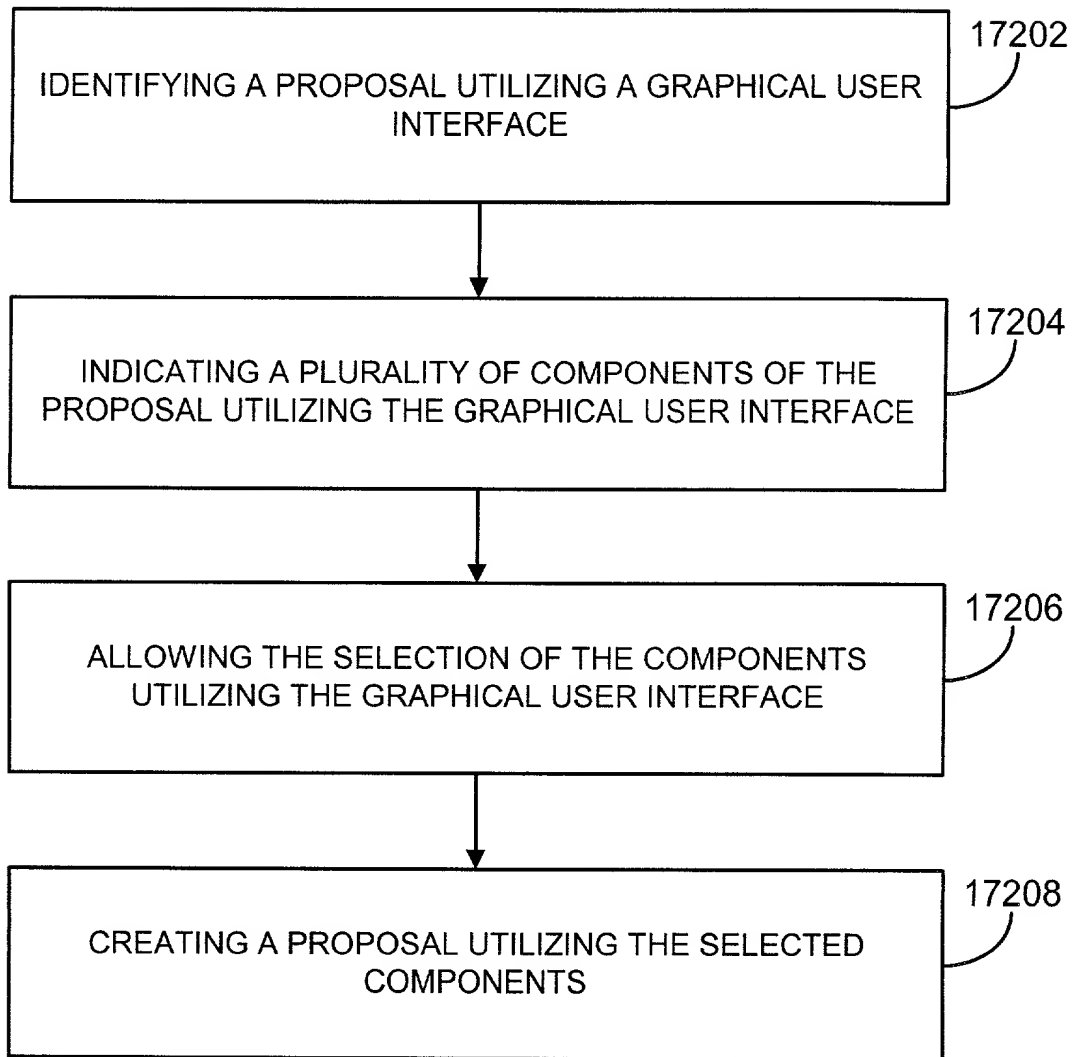 17202
IDENTIFYING A PROPOSAL UTILIZING A GRAPHICAL USER
INTERFACE
17204
INDICATING A PLURALITY OF COMPONENTS OF THE
PROPOSAL UTILIZING THE GRAPHICAL USER INTERFACE
17206
ALLOWING THE SELECTION OF THE COMPONENTS
UTILIZING THE GRAPHICAL USER INTERFACE
17208
CREATING A PROPOSAL UTILIZING THE SELECTED
COMPONENTS